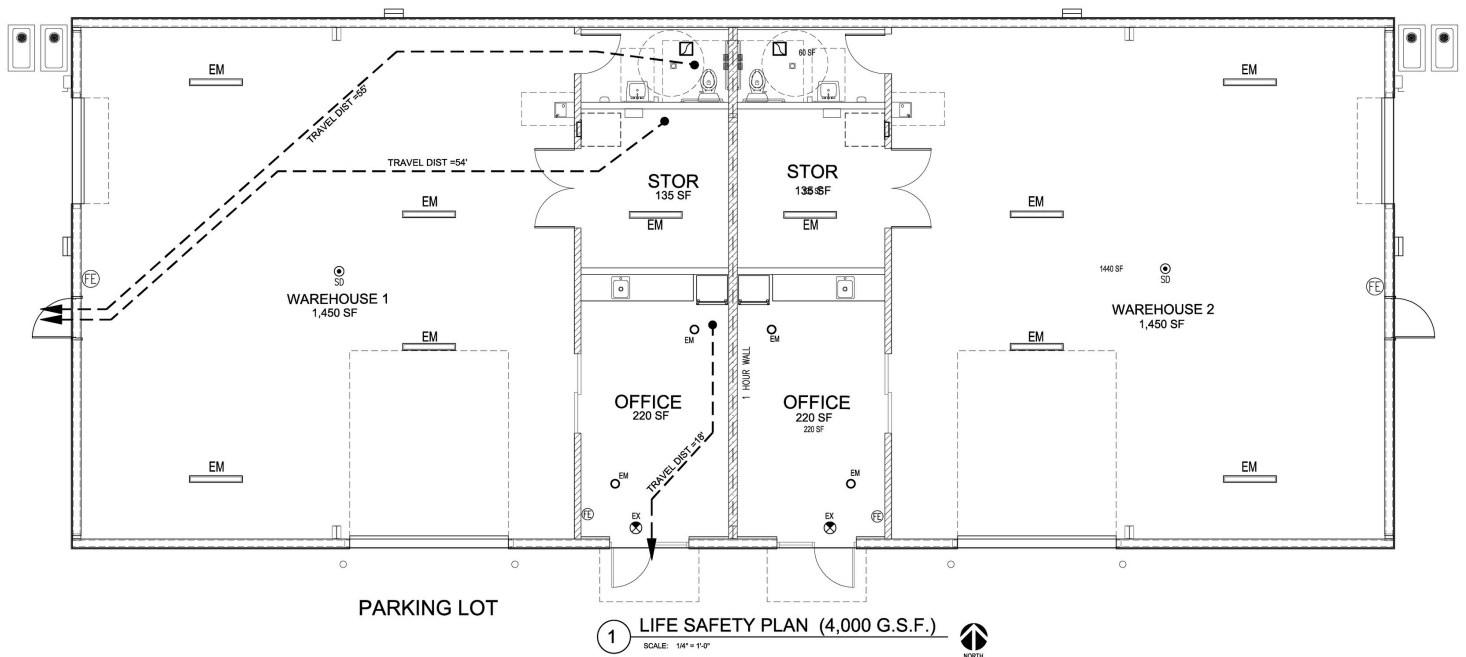 60 SF
EM
EM
TRAVEL DIST =55'
TRAVEL DIST =54'
STOR
135 SF
STOR
135 SF
EM
EM
EM
EM
FE
SD
WAREHOUSE 1
1,450 SF
1440 SF
SD
WAREHOUSE 2
1,450 SF
FE
EM
EM
EM
EM
1 HOUR WALL
OFFICE
220 SF
OFFICE
220 SF
220 SF
TRAVEL DIST =18'
EM
EM
EM
EM
FE
EX
EX
FE
PARKING LOT
1
LIFE SAFETY PLAN (4,000 G.S.F.)
SCALE: 1/4" = 1'-0"
NORTH